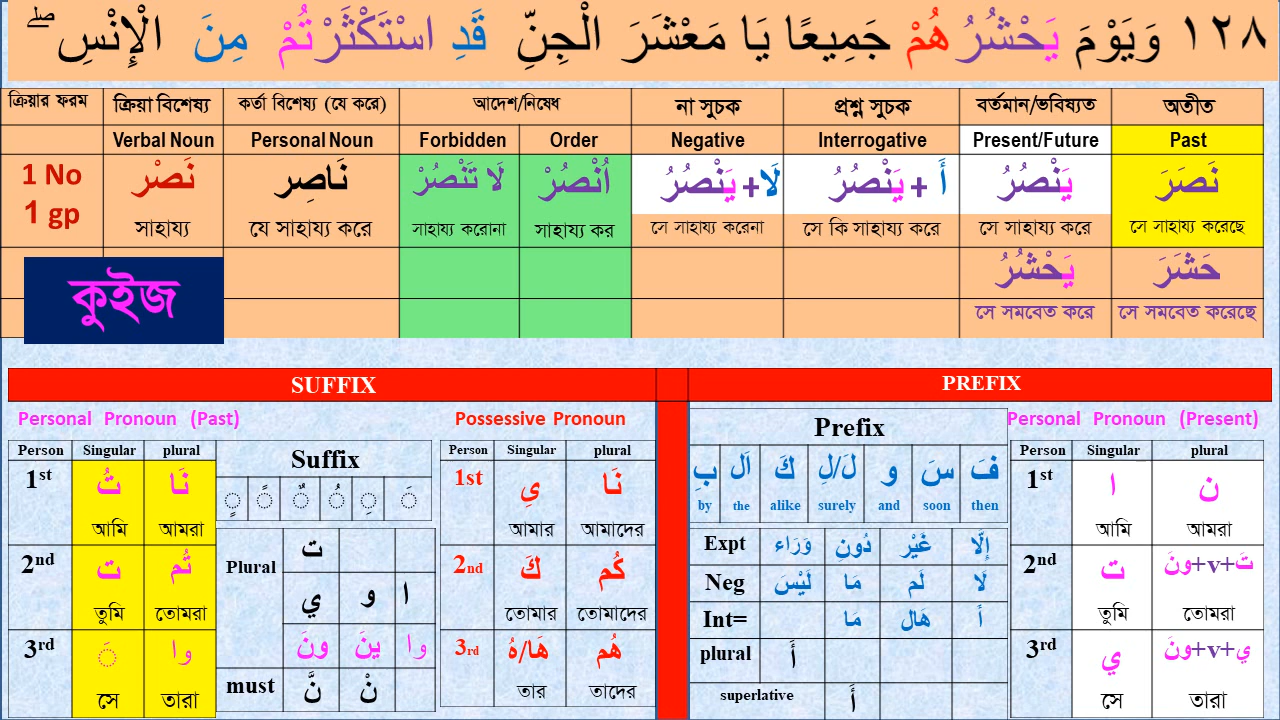 ١٢٨ وَيَوْمَ يَحْشُرُهُمْ جَمِيعًا يَا مَعْشَرَ الْجِنِّ قَدِ اسْتَكْثَرْتُمْ مِنَ الْإِنْسِ ۖ
ক্রিয়ার ফরম ক্রিয়া বিশেষ্য কর্তা বিশেষ্য (যে করে) আদেশ/নিষেধ না সুচক প্রশ্ন সুচক বর্তমান/ভবিষ্যত অতীত
Verbal Noun Personal Noun Forbidden Order Negative Interrogative Present/Future Past
1 No نَصْر نَاصِر لَا تَنْصُرْ اُنْصُرْ لَا+ يَنْصُرُ أَ + يَنْصُرُ يَنْصُرُ نَصَرَ
1 gp সাহায্য যে সাহায্য করে সাহায্য করোনা সাহায্য কর সে সাহায্য করেনা সে কি সাহায্য করে সে সাহায্য করে সে সাহায্য করেছে
কুইজ يَحْشُرُ حَشَرَ
সে সমবেত করে সে সমবেত করেছে
SUFFIX PREFIX
Personal Pronoun (Past) Possessive Pronoun Personal Pronoun (Present)
Person Singular plural
1st تُ نَا
আমি আমরা
2nd ت تُم
তুমি তোমরা
3rd ـَ وا
সে তারা
Suffix
ـٍ ـً ـٌ ـُ ـِ ـَ
Plural ت
ي و ا
ونَ ينَ وا
must نَّ نْ
Person Singular plural
1st ي نَا
আমার আমাদের
2nd كَ كُم
তোমার তোমাদের
3rd هَا/هُ هُم
তার তাদের
Prefix
بِ اَل كَ لَ/لِ و سَ فَ
by the alike surely and soon then
Expt وَرَاء دُونِ غَيْر إِلَّا
Neg لَيْسَ مَا لَم لَا
Int= مَا هَال أَ
plural أَ
superlative أَ
Person Singular plural
1st ا ن
আমি আমরা
2nd ت تَ+v+ونَ
তুমি তোমরা
3rd ي ي+v+ونَ
সে তারা